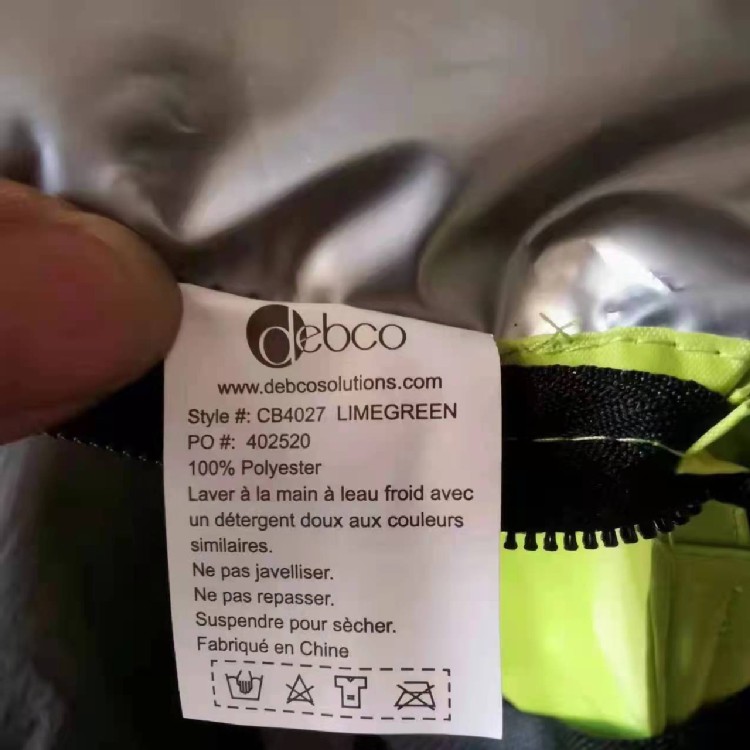 debco
www.debcosolutions.com
Style #: CB4027 LIMEGREEN
PO #: 402520
100% Polyester
Laver à la main à leau froid avec
un détergent doux aux couleurs
similaires.
Ne pas javelliser.
Ne pas repasser.
Suspendre pour sècher.
Fabriqué en Chine